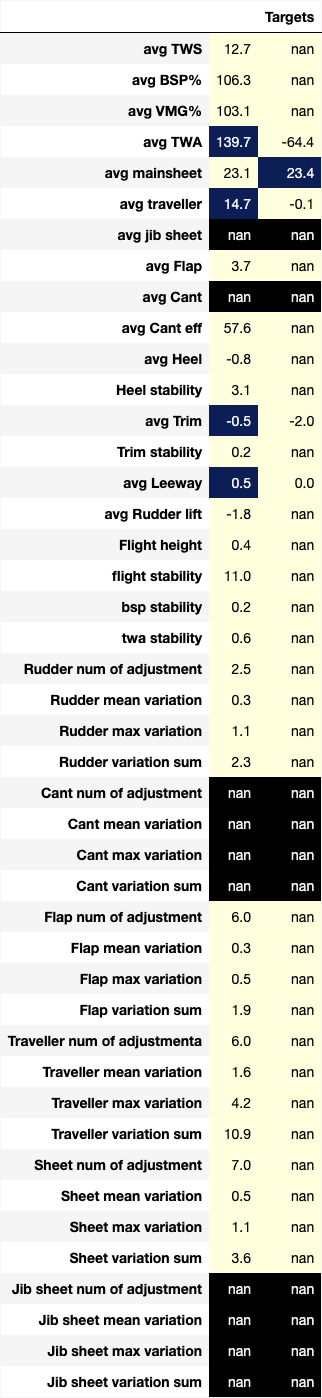 Targets
avg TWS 12.7 nan
avg BSP% 106.3 nan
avg VMG% 103.1 nan
avg TWA 139.7 -64.4
avg mainsheet 23.1 23.4
avg traveller 14.7 -0.1
avg jib sheet nan nan
avg Flap 3.7 nan
avg Cant nan nan
avg Cant eff 57.6 nan
avg Heel -0.8 nan
Heel stability 3.1 nan
avg Trim -0.5 -2.0
Trim stability 0.2 nan
avg Leeway 0.5 0.0
avg Rudder lift -1.8 nan
Flight height 0.4 nan
flight stability 11.0 nan
bsp stability 0.2 nan
twa stability 0.6 nan
Rudder num of adjustment 2.5 nan
Rudder mean variation 0.3 nan
Rudder max variation 1.1 nan
Rudder variation sum 2.3 nan
Cant num of adjustment nan nan
Cant mean variation nan nan
Cant max variation nan nan
Cant variation sum nan nan
Flap num of adjustment 6.0 nan
Flap mean variation 0.3 nan
Flap max variation 0.5 nan
Flap variation sum 1.9 nan
Traveller num of adjustmenta 6.0 nan
Traveller mean variation 1.6 nan
Traveller max variation 4.2 nan
Traveller variation sum 10.9 nan
Sheet num of adjustment 7.0 nan
Sheet mean variation 0.5 nan
Sheet max variation 1.1 nan
Sheet variation sum 3.6 nan
Jib sheet num of adjustment nan nan
Jib sheet mean variation nan nan
Jib sheet max variation nan nan
Jib sheet variation sum nan nan